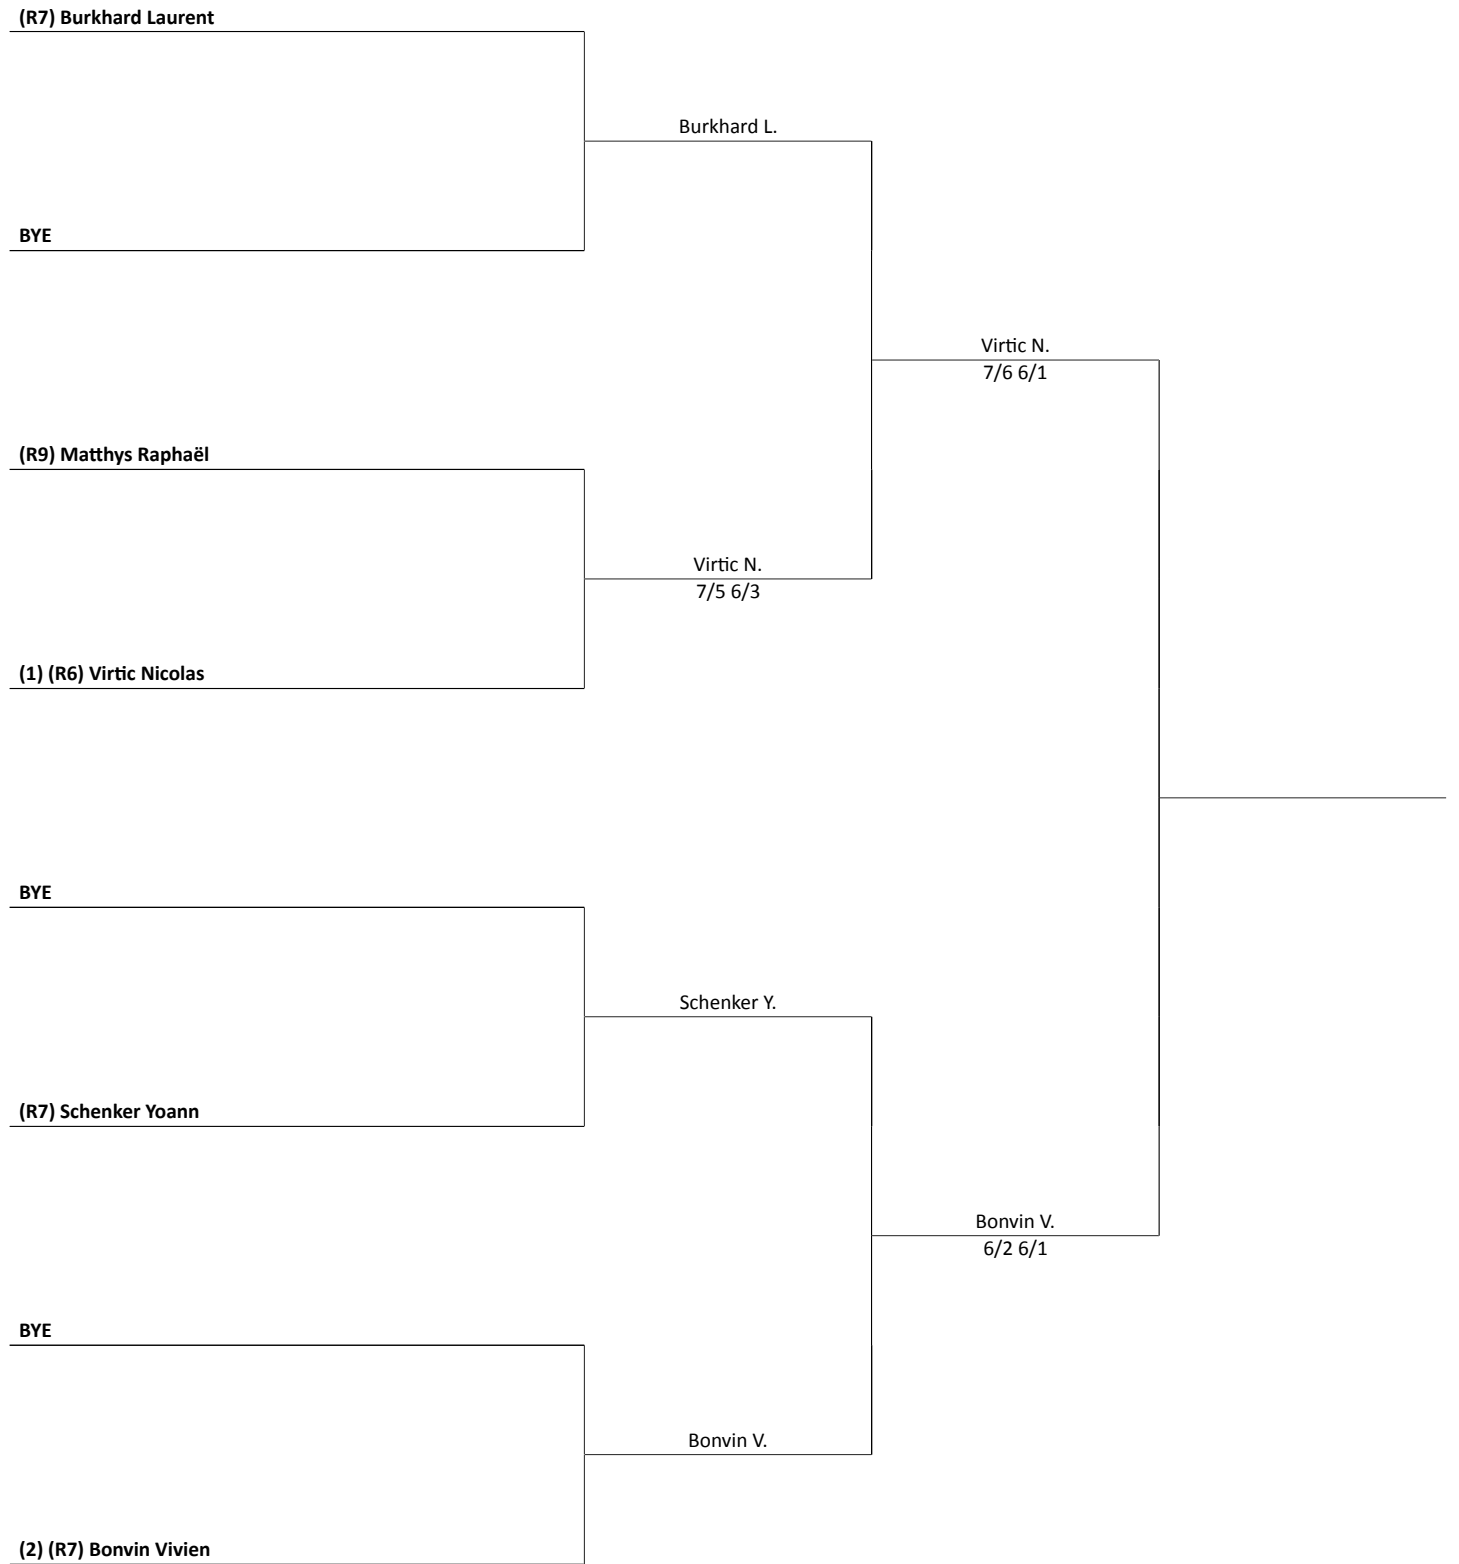 (R7) Burkhard Laurent
Burkhard L.
BYE
Virtic N.
7/6 6/1
(R9) Matthys Raphaël
Virtic N.
7/5 6/3
(1) (R6) Virtic Nicolas
BYE
Schenker Y.
(R7) Schenker Yoann
Bonvin V.
6/2 6/1
BYE
Bonvin V.
(2) (R7) Bonvin Vivien